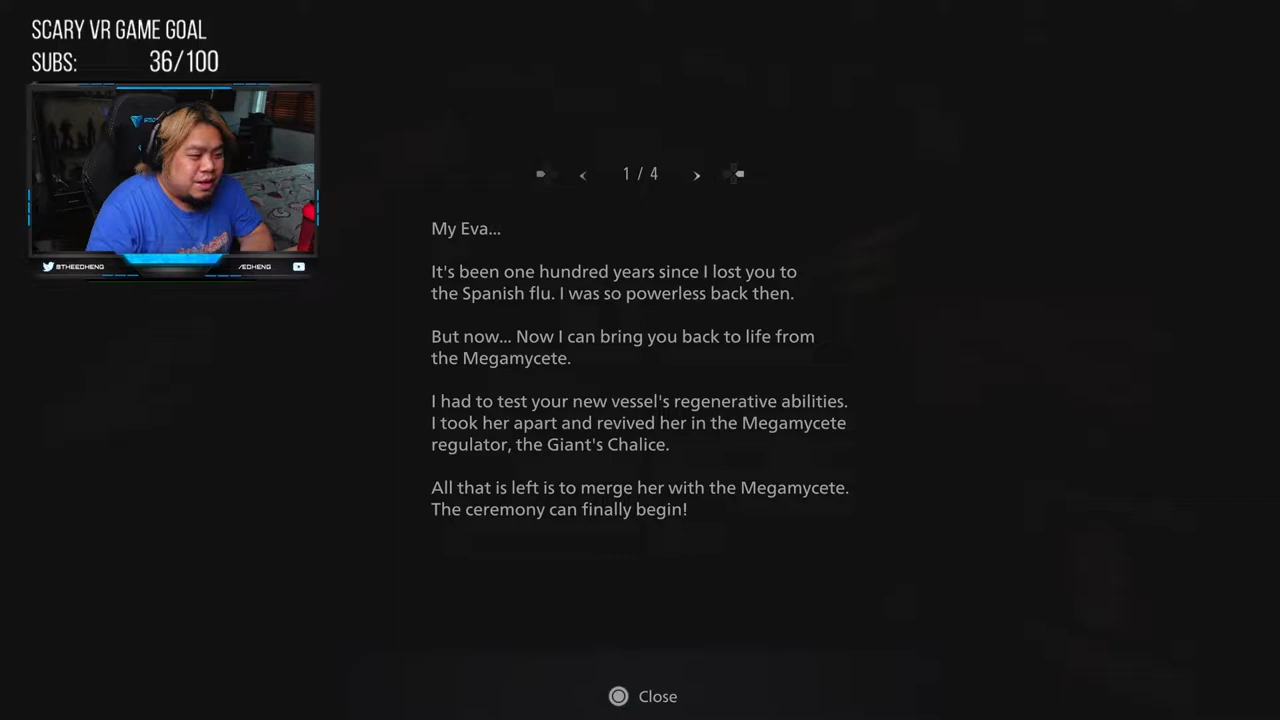 SCARY VR GAME GOAL
SUBS: 36/100
@THEEDHENG
/EDHENG
1 / 4
My Eva...
It's been one hundred years since I lost you to
the Spanish flu. I was so powerless back then.
But now... Now I can bring you back to life from
the Megamycete.
I had to test your new vessel's regenerative abilities.
I took her apart and revived her in the Megamycete
regulator, the Giant's Chalice.
All that is left is to merge her with the Megamycete.
The ceremony can finally begin!
Close